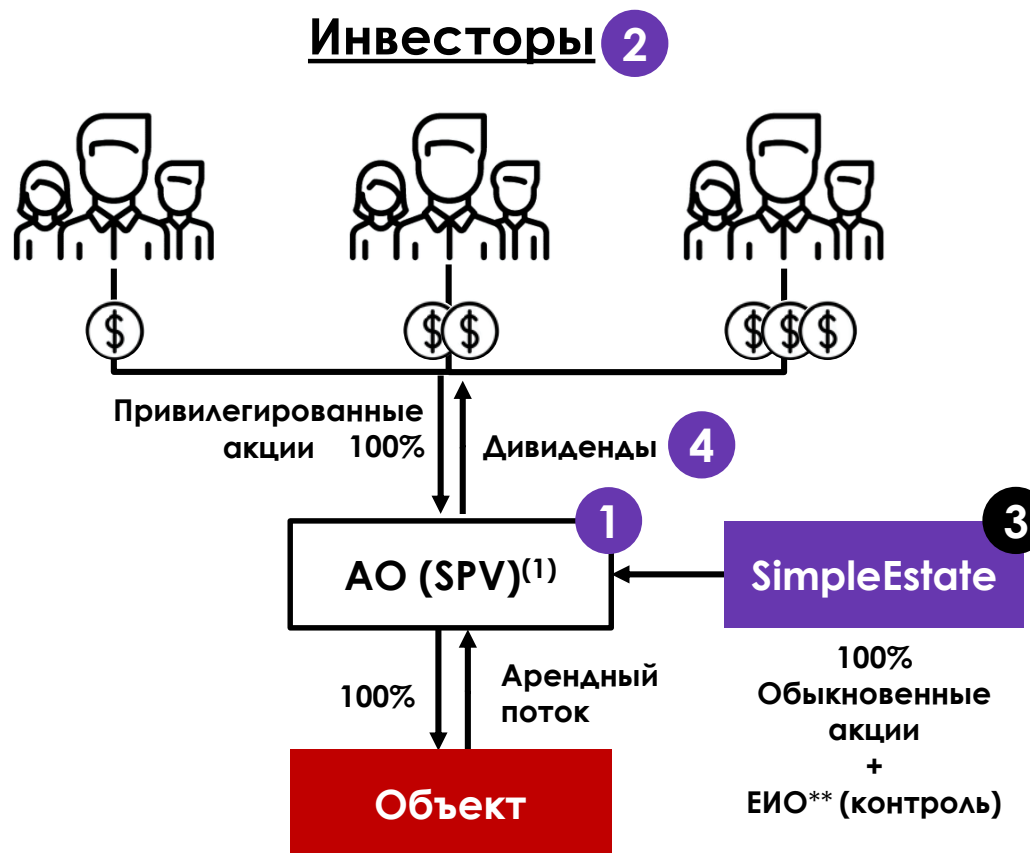 Инвесторы 2
$ $ $ $ $ $
Привилегированные
акции 100%
Дивиденды 4
1
АО (SPV)(1)
3
SimpleEstate
100%
Арендный
поток
100%
Обыкновенные
акции
+
ЕИО** (контроль)
Объект